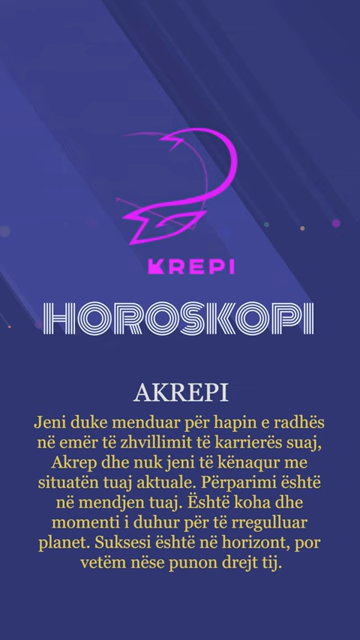 KREPI
HOROSKOPI
AKREPI
Jeni duke menduar për hapin e radhës
në emër të zhvillimit të karrierës suaj,
Akrep dhe nuk jeni të kënaqur me
situatën tuaj aktuale. Përparimi është
në mendjen tuaj. Është koha dhe
momenti i duhur për të rregulluar
planet. Suksesi është në horizont, por
vetëm nëse punon drejt tij.